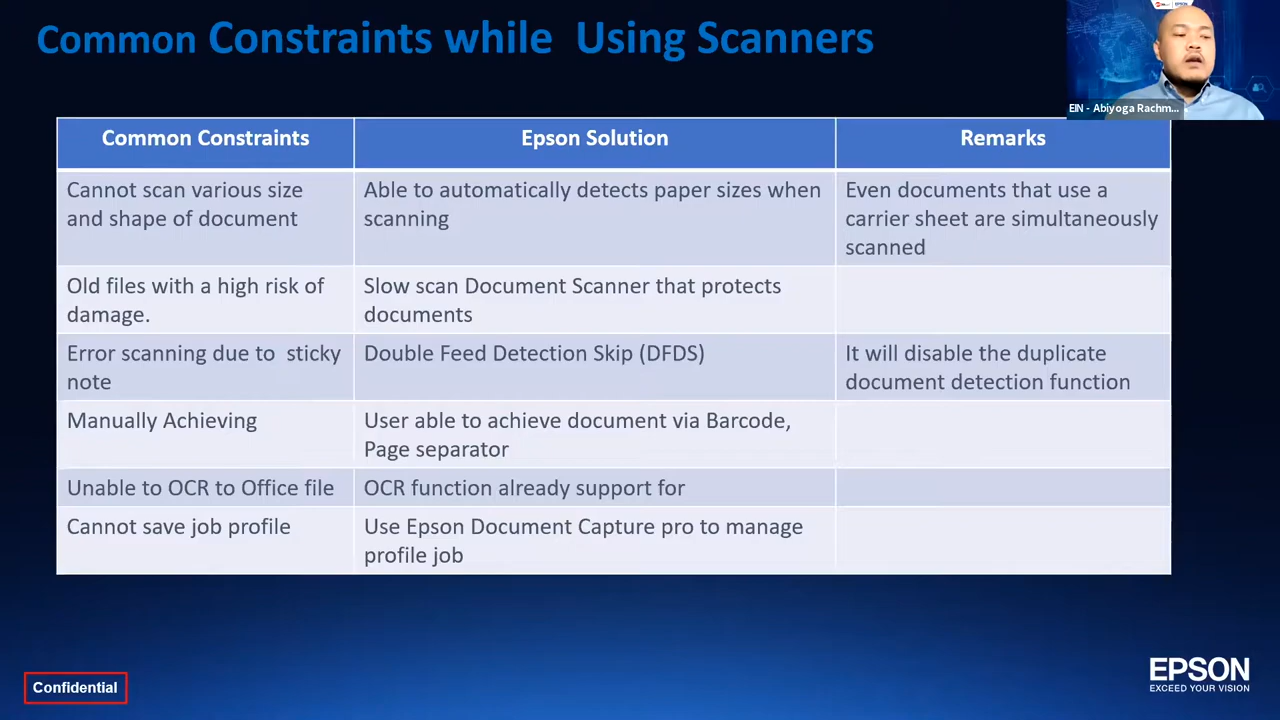 Common Constraints while  Using Scanners
EIN - Abiyoga Rachm...
Common Constraints
Epson Solution
Remarks
Cannot scan various size
and shape of document
Able to automatically detects paper sizes when
scanning
Even documents that use a
carrier sheet are simultaneously
scanned
Old files with a high risk of
damage.
Slow scan Document Scanner that protects
documents
Error scanning due to  sticky
note
Double Feed Detection Skip (DFDS)
It will disable the duplicate
document detection function
Manually Achieving
User able to achieve document via Barcode,
Page separator
Unable to OCR to Office file
OCR function already support for
Cannot save job profile
Use Epson Document Capture pro to manage
profile job
Confidential
EPSON
EXCEED YOUR VISION